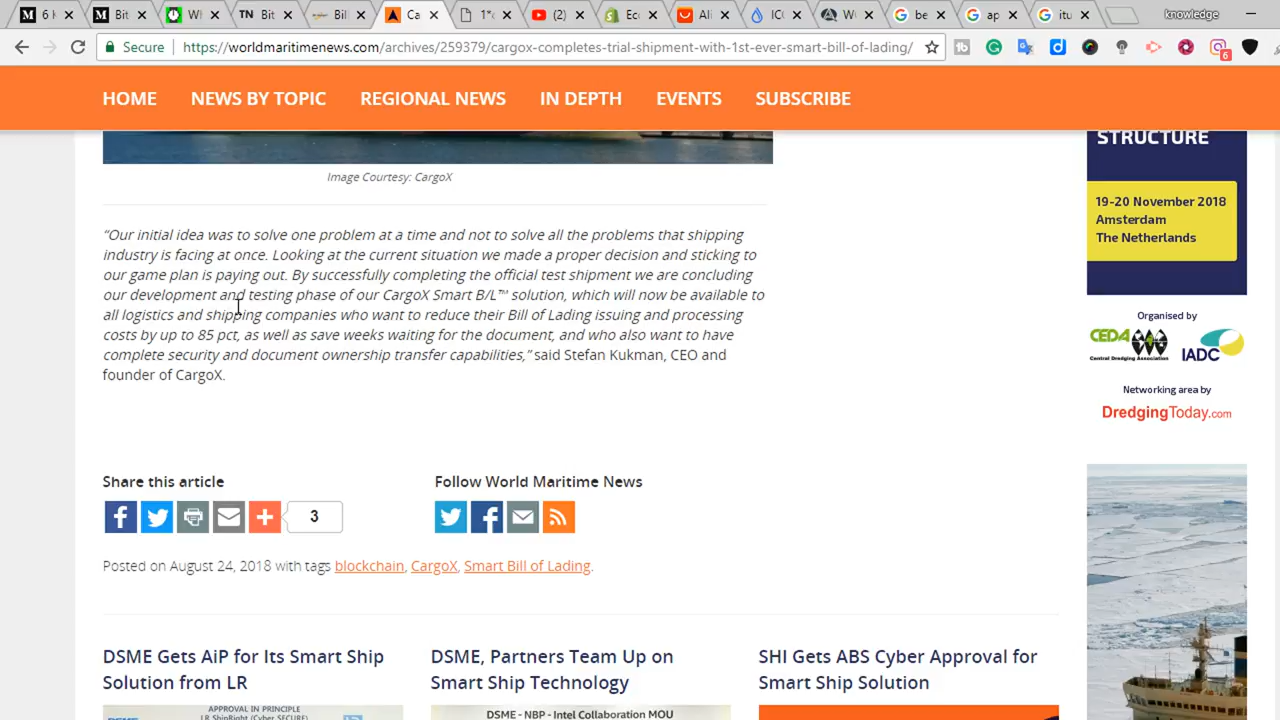 6
Bit
Wh
TN Bit
Bill
Ca
1*c
(2)
Ecc
Ali
ICC
We
be
ap
itu
knowledge
Secure
https://worldmaritimenews.com/archives/259379/cargox-completes-trial-shipment-with-1st-ever-smart-bill-of-lading/
6
HOME NEWS BY TOPIC REGIONAL NEWS IN DEPTH EVENTS SUBSCRIBE
STRUCTURE
19-20 November 2018
Amsterdam
The Netherlands
Organised by
CEDA
Central Dredging Association
IADC
Networking area by
DredgingToday.com
Image Courtesy: CargoX
“Our initial idea was to solve one problem at a time and not to solve all the problems that shipping
industry is facing at once. Looking at the current situation we made a proper decision and sticking to
our game plan is paying out. By successfully completing the official test shipment we are concluding
our development and testing phase of our CargoX Smart B/L™ solution, which will now be available to
all logistics and shipping companies who want to reduce their Bill of Lading issuing and processing
costs by up to 85 pct, as well as save weeks waiting for the document, and who also want to have
complete security and document ownership transfer capabilities,” said Stefan Kukman, CEO and
founder of CargoX.
Share this article
3
Follow World Maritime News
Posted on August 24, 2018 with tags blockchain, CargoX, Smart Bill of Lading.
DSME Gets AiP for Its Smart Ship
Solution from LR
APPROVAL IN PRINCIPLE
LR ShipRight (Cyber SECURE)
DSME, Partners Team Up on
Smart Ship Technology
DSME - NBP - Intel Collaboration MOU
SHI Gets ABS Cyber Approval for
Smart Ship Solution